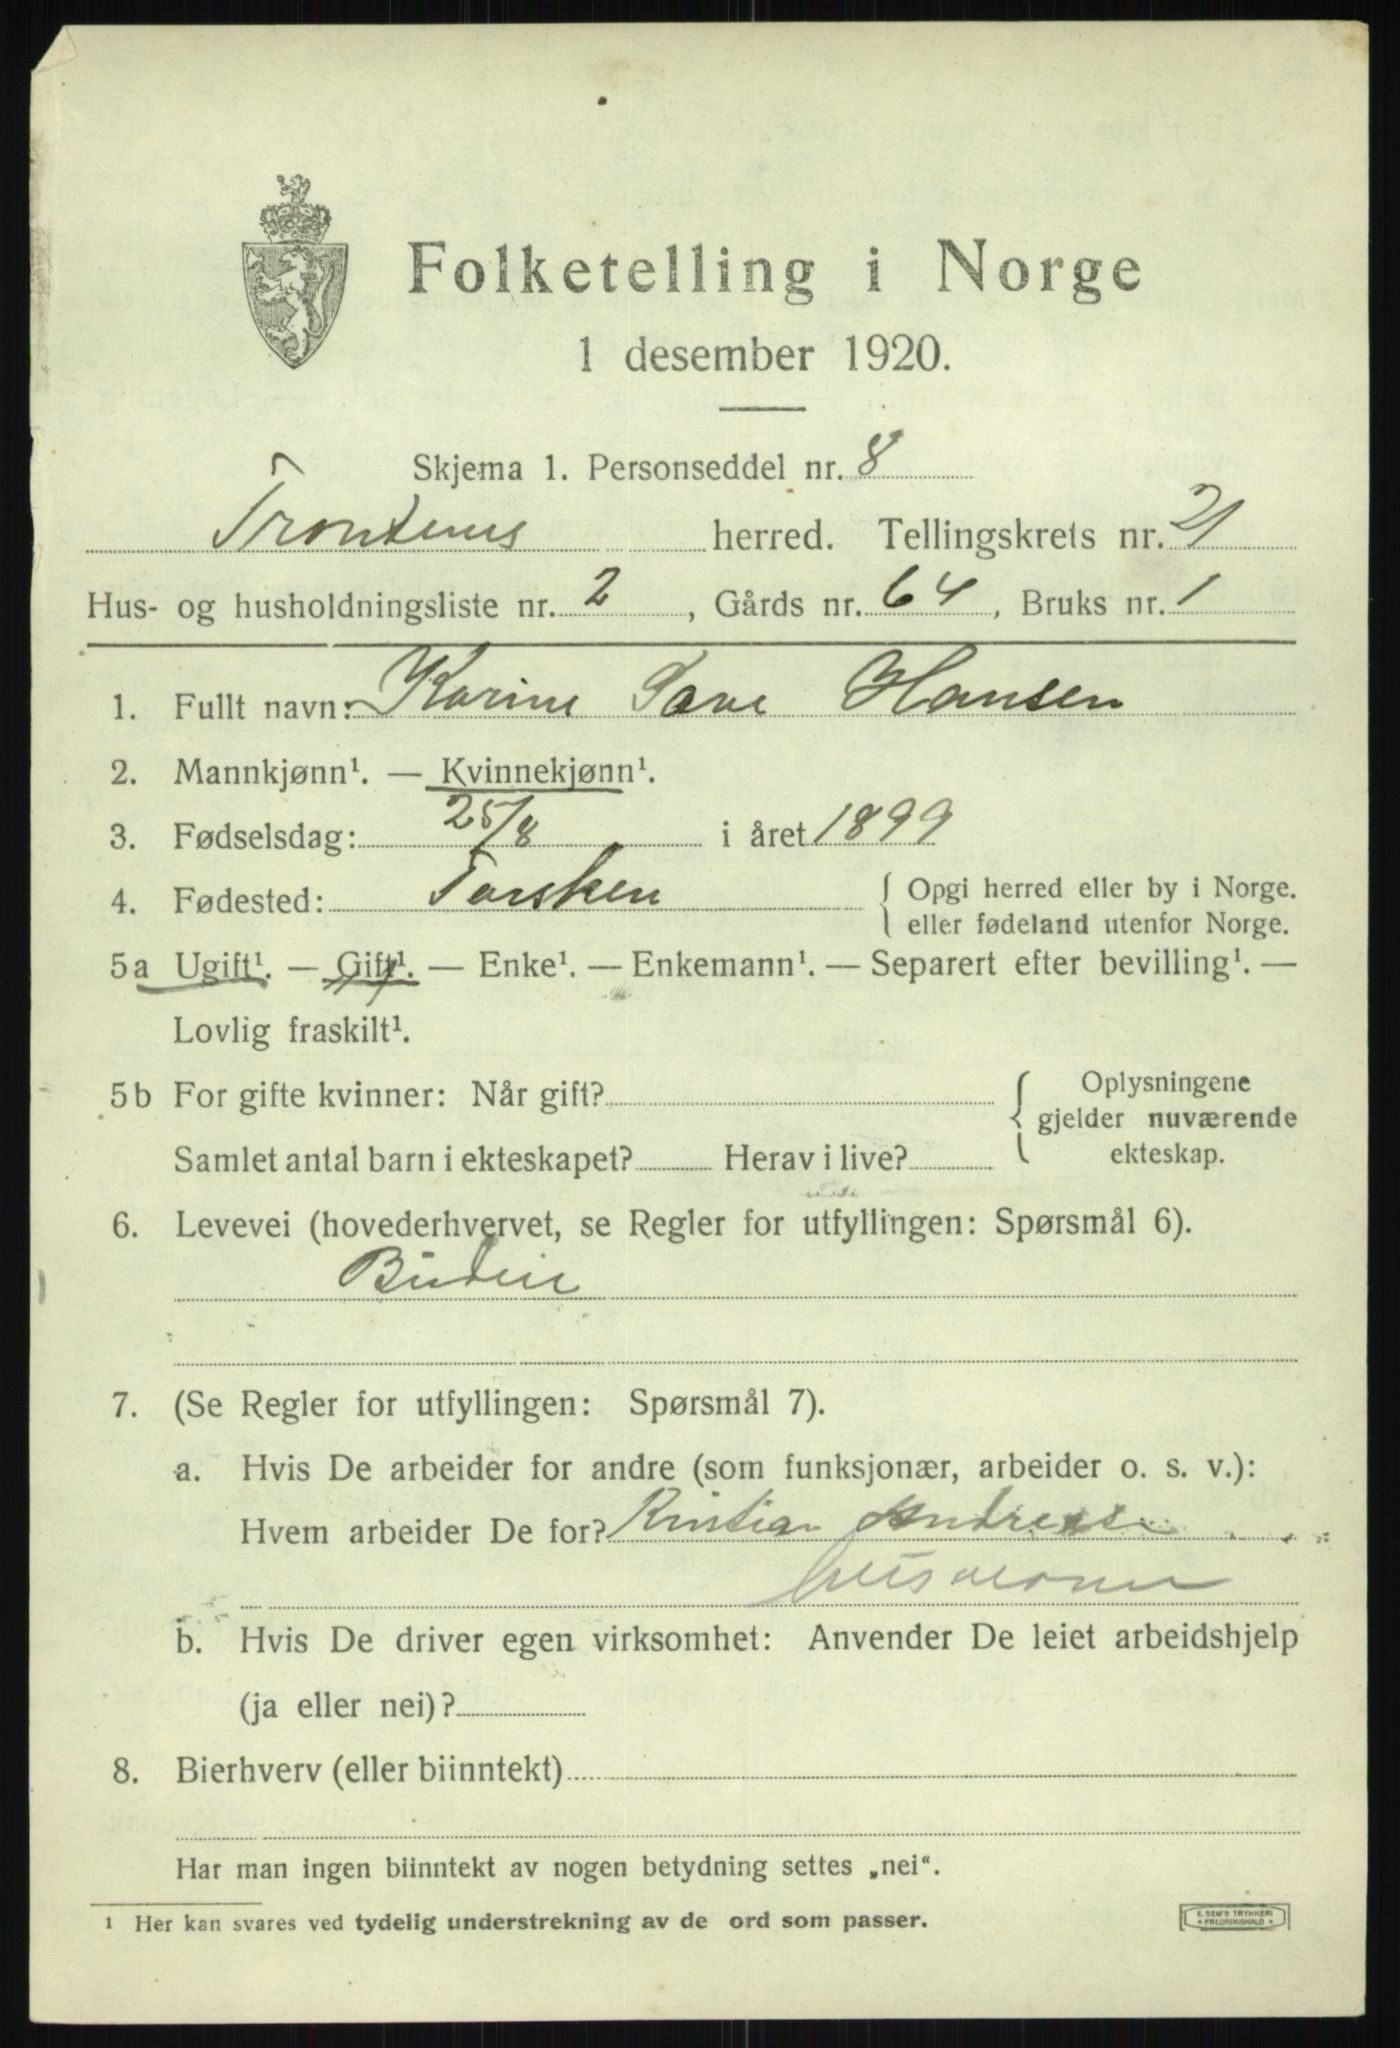 Folketelling i Norge
1 desember 1920.
Skjema 1. Personseddel nr. 8
Trondenes herred. Tellingskrets nr. 21
Hus- og husholdningsliste nr. 2, Gårds nr. 64, Bruks nr. 1
1. Fullt navn: Karine Hansen
2. Mannkjønn¹. — Kvinnekjønn¹.
3. Fødselsdag: 25/8 i året 1899
4. Fødested: Torsken { Opgi herred eller by i Norge.
eller fødeland utenfor Norge.
5a Ugift¹. — Gift¹. — Enke¹. — Enkemann¹. — Separert efter bevilling¹. —
Lovlig fraskilt¹.
5b For gifte kvinner: Når gift? { Oplysningene
gjelder nuværende
Samlet antal barn i ekteskapet? Herav i live? ekteskap.
6. Levevei (hovederhvervet, se Regler for utfyllingen: Spørsmål 6).
Budeie
7. (Se Regler for utfyllingen: Spørsmål 7).
a. Hvis De arbeider for andre (som funksjonær, arbeider o. s. v.):
Hvem arbeider De for? Kristian
b. Hvis De driver egen virksomhet: Anvender De leiet arbeidshjelp
(ja eller nei)?
8. Bierhverv (eller biinntekt)
Har man ingen biinntekt av nogen betydning settes „nei“.
1 Her kan svares ved tydelig understrekning av de ord som passer.
E. SEM'S TRYKKERI
FREDRIKSHALD